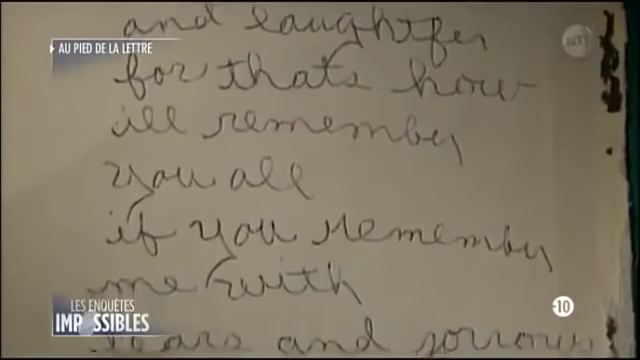 and laughtfer
AU PIED DE LA LETTRE
NT1
for thats how
ill remember
you all
if you remember
me with
LES ENQUÊTES
IMPOSSIBLES
-10
tears and sorrows